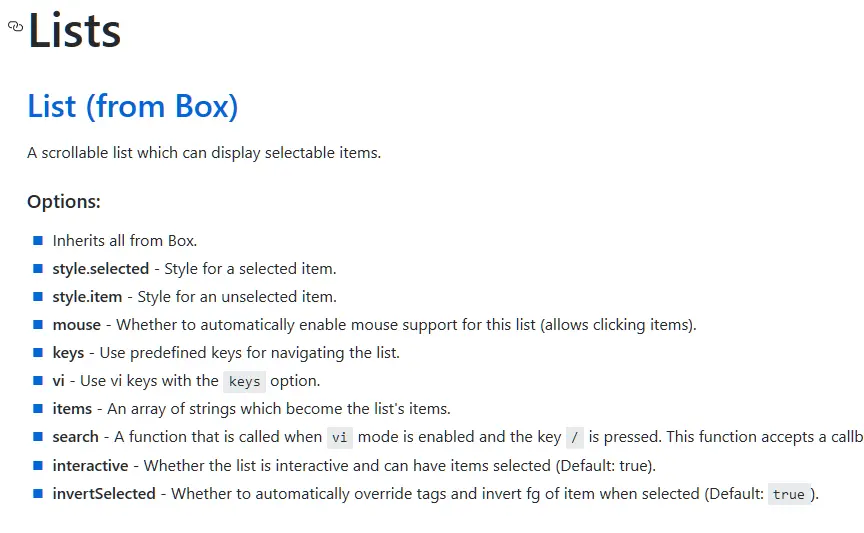 Lists
List (from Box)
A scrollable list which can display selectable items.
Options:
Inherits all from Box.
style.selected - Style for a selected item.
style.item - Style for an unselected item.
mouse - Whether to automatically enable mouse support for this list (allows clicking items).
keys - Use predefined keys for navigating the list.
vi - Use vi keys with the keys option.
items - An array of strings which become the list's items.
search - A function that is called when vi mode is enabled and the key / is pressed. This function accepts a callb
interactive - Whether the list is interactive and can have items selected (Default: true).
invertSelected - Whether to automatically override tags and invert fg of item when selected (Default: true ).